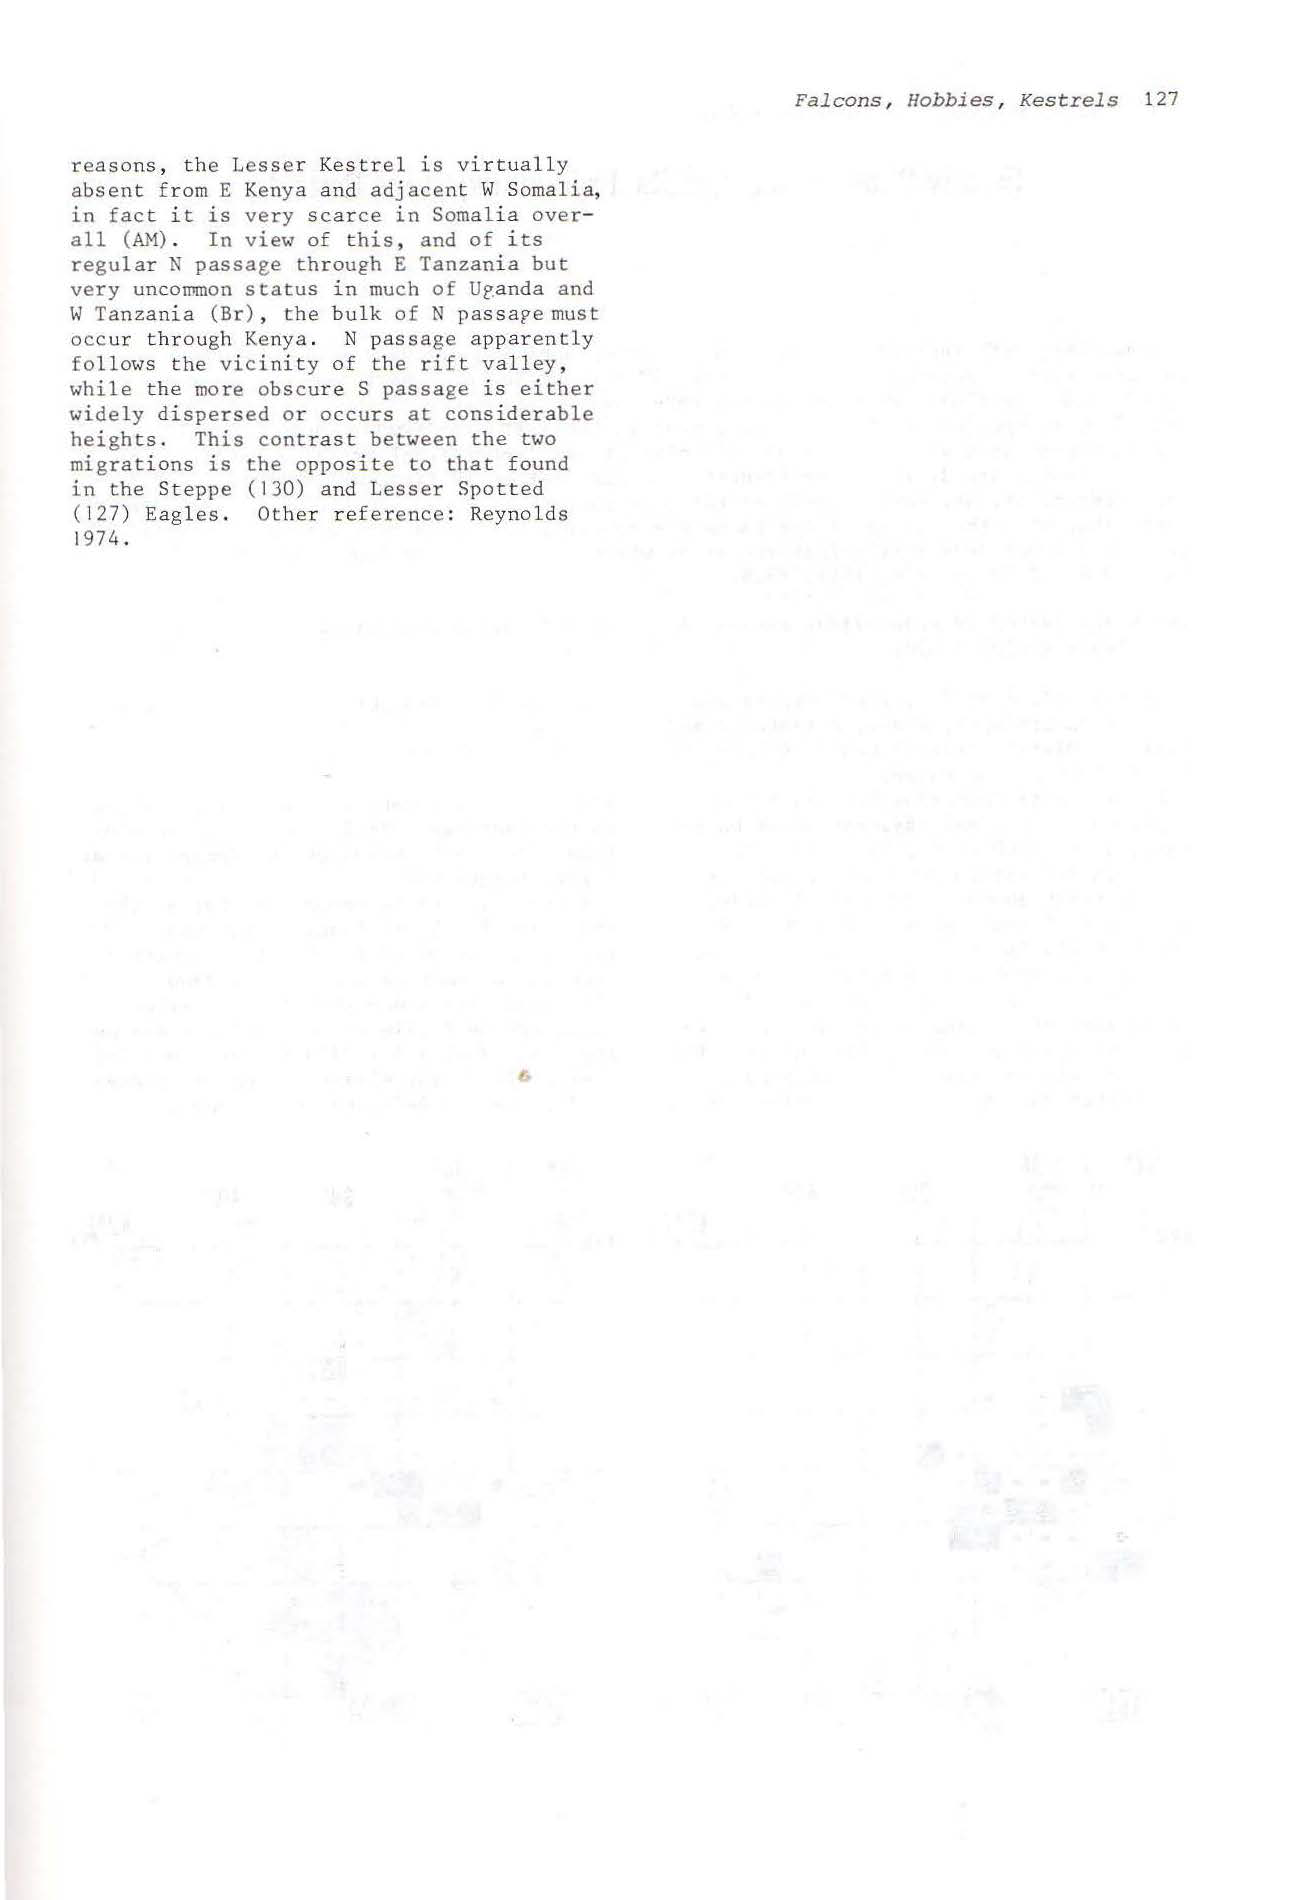 Falcons, Hobbies, Kestrels 127
reasons, the Lesser Kestrel is virtually
absent from E Kenya and adjacent W Somalia,
in fact it is very scarce in Somalia over-
all (AM). In view of this, and of its
regular N passage through E Tanzania but
very uncommon status in much of Uganda and
W Tanzania (Br), the bulk of N passage must
occur through Kenya. N passage apparently
follows the vicinity of the rift valley,
while the more obscure S passage is either
widely dispersed or occurs at considerable
heights. This contrast between the two
migrations is the opposite to that found
in the Steppe (130) and Lesser Spotted
(127) Eagles. Other reference: Reynolds
1974.